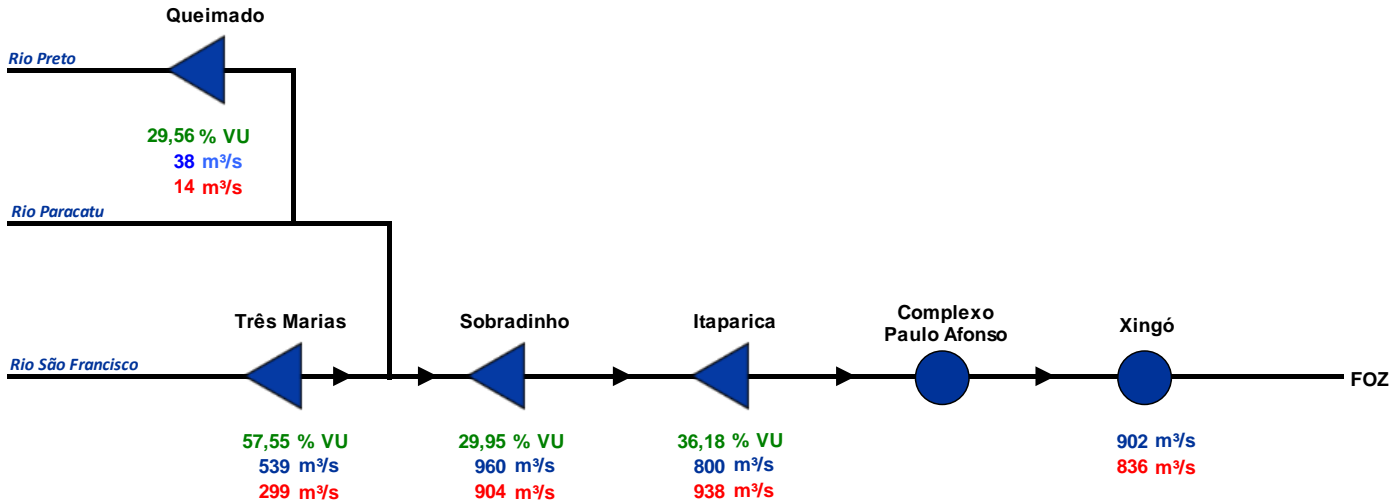 Queimado
Rio Preto
29,56 % VU
38 m³/s
14 m³/s
Rio Paracatu
Três Marias
Sobradinho
Itaparica
Complexo
Paulo Afonso
Xingó
Rio São Francisco
FOZ
57,55 % VU
539 m³/s
299 m³/s
29,95 % VU
960 m³/s
904 m³/s
36,18 % VU
800 m³/s
938 m³/s
902 m³/s
836 m³/s